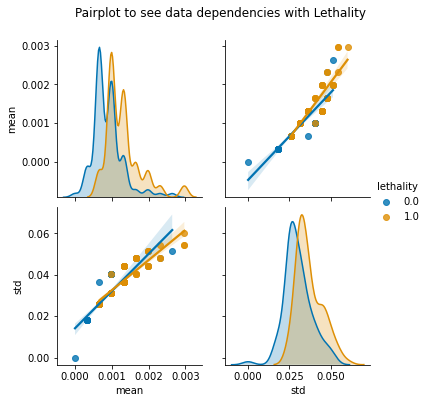 Pairplot to see data dependencies with Lethality
0.003
0.002
0.001
0.000
mean
lethality
0.0
1.0
0.06
0.04
0.02
0.00
std
0.000 0.001 0.002 0.003
mean
0.000 0.025 0.050
std